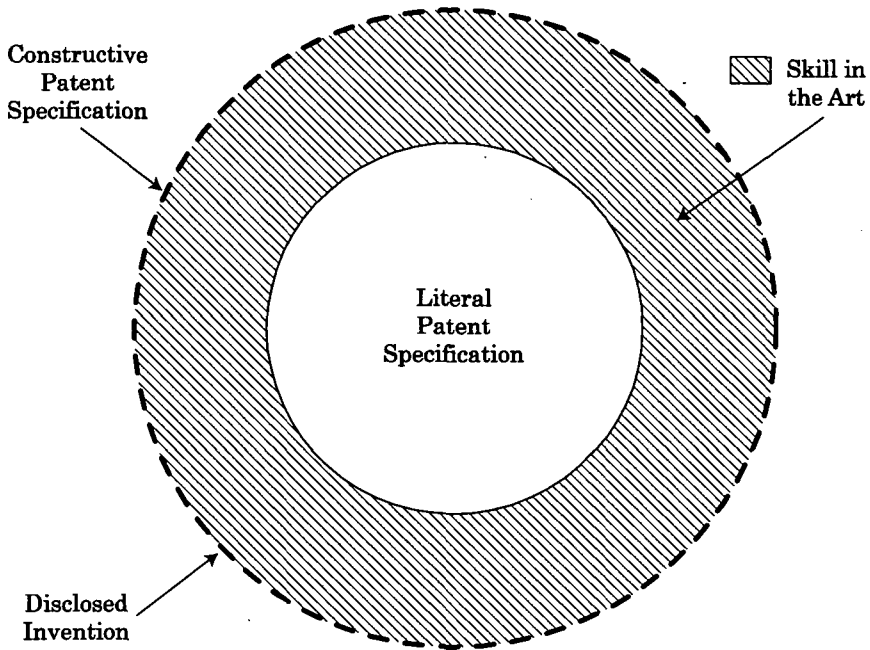 Constructive
Patent
Specification
Skill in
the Art
Literal
Patent
Specification
Disclosed
Invention